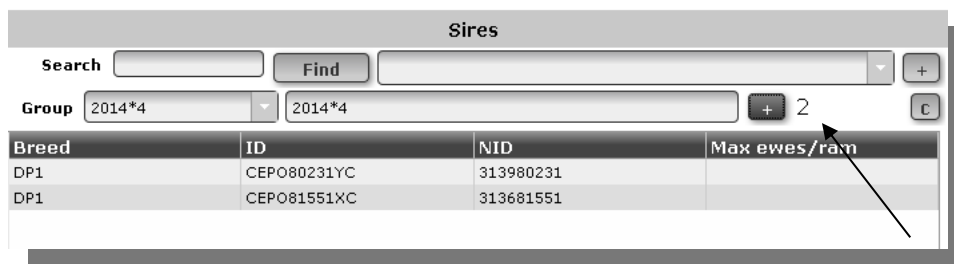 Sires
Search Find +
Group 2014*4 2014*4 + 2 C
Breed ID NID Max ewes/ram
DP1 CEPO80231YC 313980231
DP1 CEPO81551XC 313681551